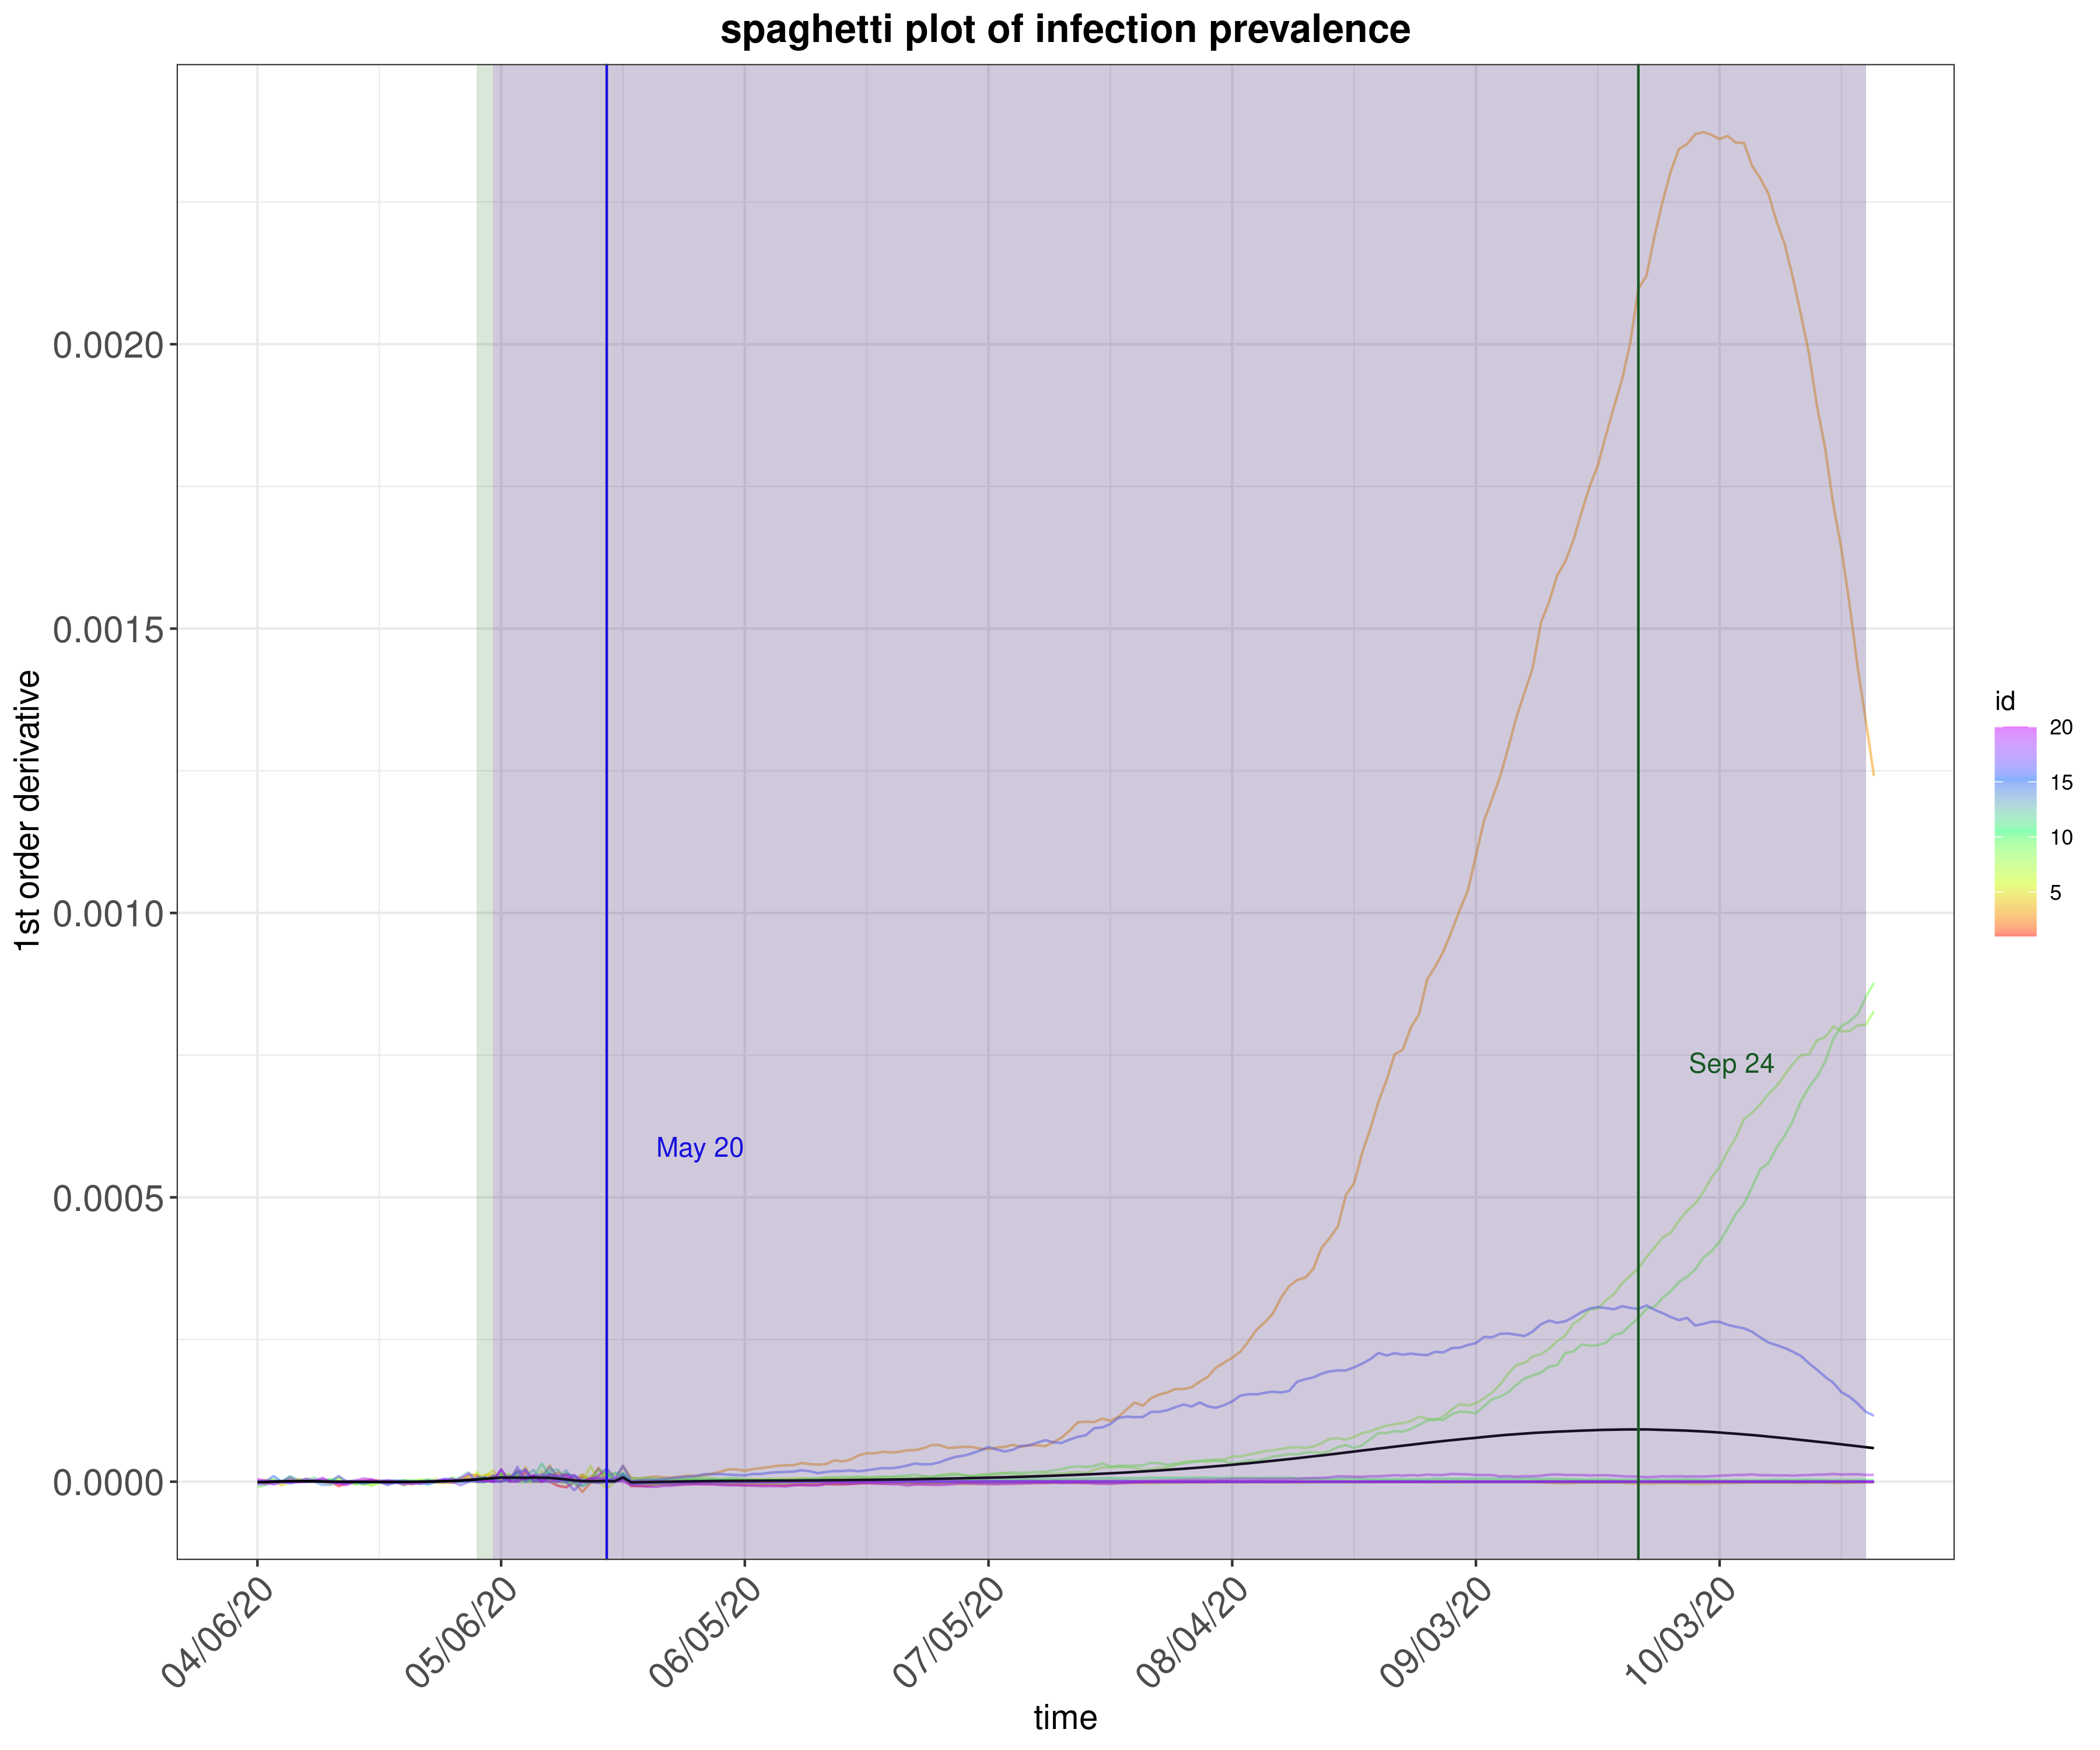 spaghetti plot of infection prevalence
1st order derivative
0.0020
0.0015
0.0010
0.0005
0.0000
May 20
Sep 24
04/06/20
05/06/20
06/05/20
07/05/20
08/04/20
09/03/20
10/03/20
time
id
20
15
10
5